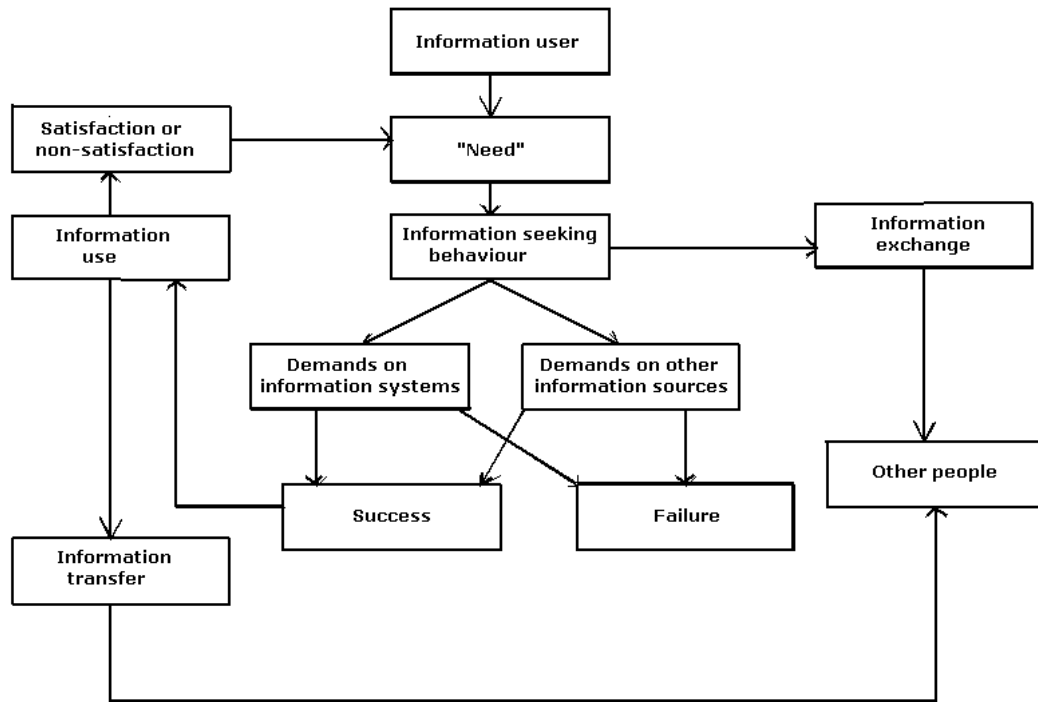 Information user
Satisfaction or
non-satisfaction
"Need"
Information
use
Information seeking
behaviour
Information
exchange
Demands on
information systems
Demands on other
information sources
Other people
Success
Failure
Information
transfer